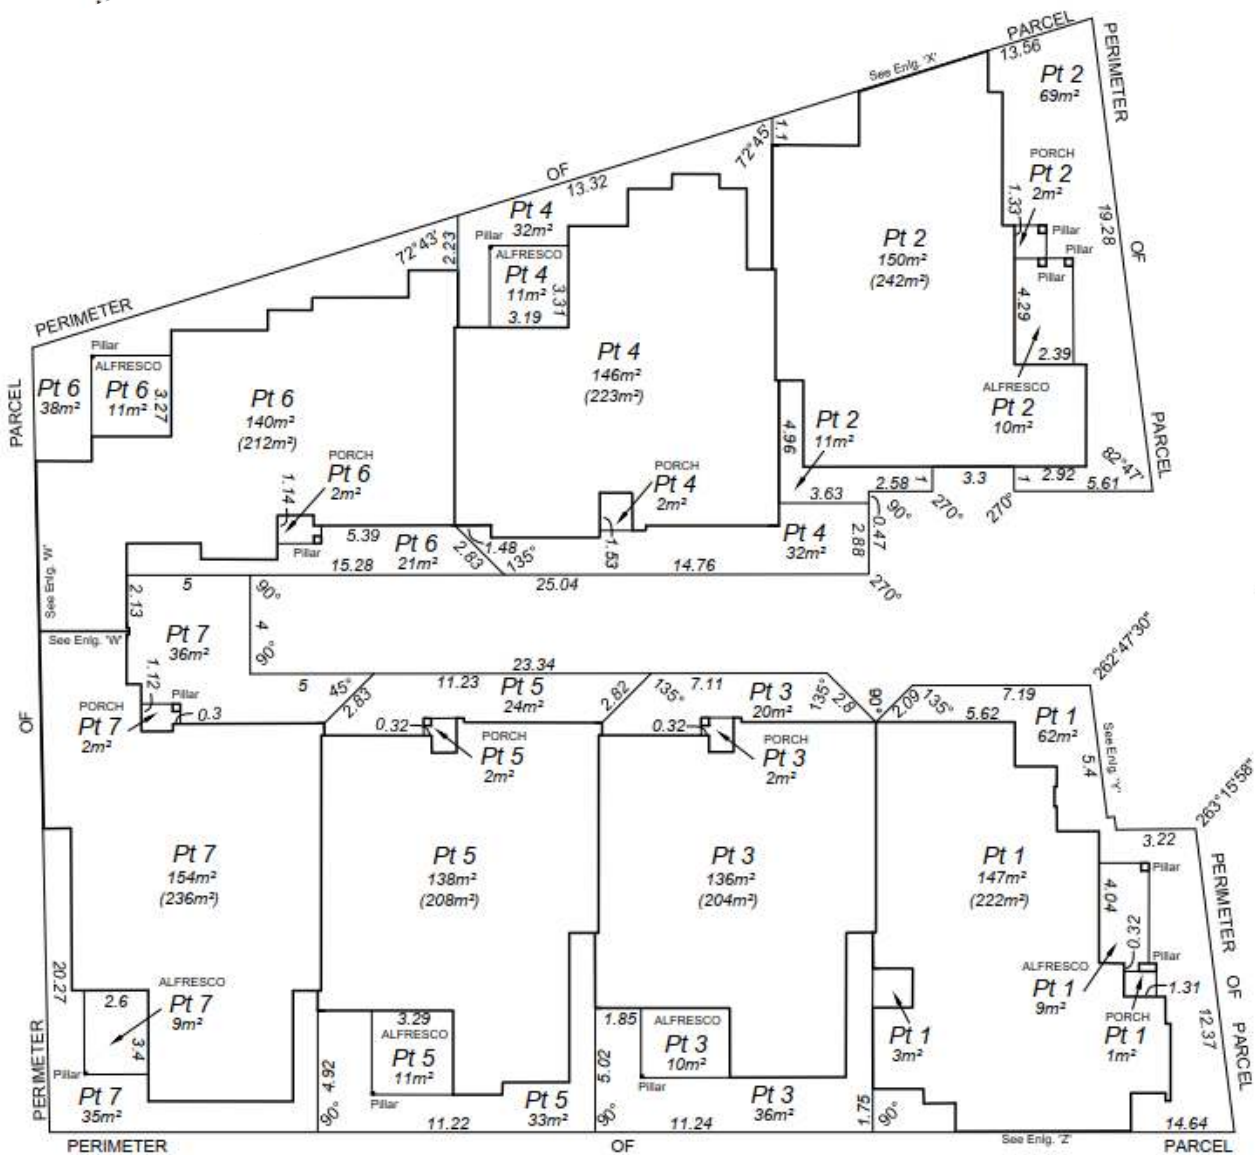 PARCEL
13.56
PERIMETER
See Enlg. 'X'
Pt 2
69m²
OF
13.32
72°45'
1.1
PORCH
Pt 2
2m²
1.33
Pillar
Pillar
Pillar
19.28
OF
Pt 4
32m²
Pillar
ALFRESCO
Pt 4
11m²
3.31
3.19
72°43'
2.23
Pt 2
150m²
(242m²)
4.29
2.39
ALFRESCO
Pt 2
10m²
PERIMETER
Pillar
ALFRESCO
Pt 6
11m²
3.27
Pt 6
38m²
PARCEL
Pt 6
140m²
(212m²)
Pt 4
146m²
(223m²)
4.96
Pt 2
11m²
82°47'
PARCEL
PORCH
Pt 6
2m²
1.14
Pillar
PORCH
Pt 4
2m²
1.53
3.63
2.58
1
3.3
1
2.92
5.61
90°
270°
270°
0.47
2.88
Pt 4
32m²
5.39
Pt 6
21m²
2.83
1.48
135°
15.28
14.76
25.04
270°
See Enlg. 'W'
See Enlg. 'W'
5
2.13
90°
4
90°
Pt 7
36m²
1.12
Pillar
0.3
PORCH
Pt 7
2m²
23.34
5
45°
2.83
11.23
Pt 5
24m²
2.82
135°
7.11
Pt 3
20m²
135°
2.8
90°
2.09
135°
7.19
5.62
262°47'30"
Pt 1
62m²
See Enlg. 'Y'
5.4
0.32
PORCH
Pt 5
2m²
0.32
PORCH
Pt 3
2m²
OF
263°15'58"
3.22
Pt 7
154m²
(236m²)
Pt 5
138m²
(208m²)
Pt 3
136m²
(204m²)
Pt 1
147m²
(222m²)
Pillar
4.04
0.32
Pillar
ALFRESCO
Pt 1
9m²
1.31
PORCH
Pt 1
1m²
Pt 1
3m²
PERIMETER
OF
PARCEL
12.37
20.27
ALFRESCO
Pt 7
9m²
2.6
3.4
Pillar
Pt 7
35m²
PERIMETER
3.29
ALFRESCO
Pt 5
11m²
Pillar
4.92
90°
Pt 5
33m²
11.22
1.85
ALFRESCO
Pt 3
10m²
Pillar
5.02
90°
Pt 3
36m²
11.24
1.75
90°
14.64
PERIMETER
OF
See Enlg. 'Z'
PARCEL